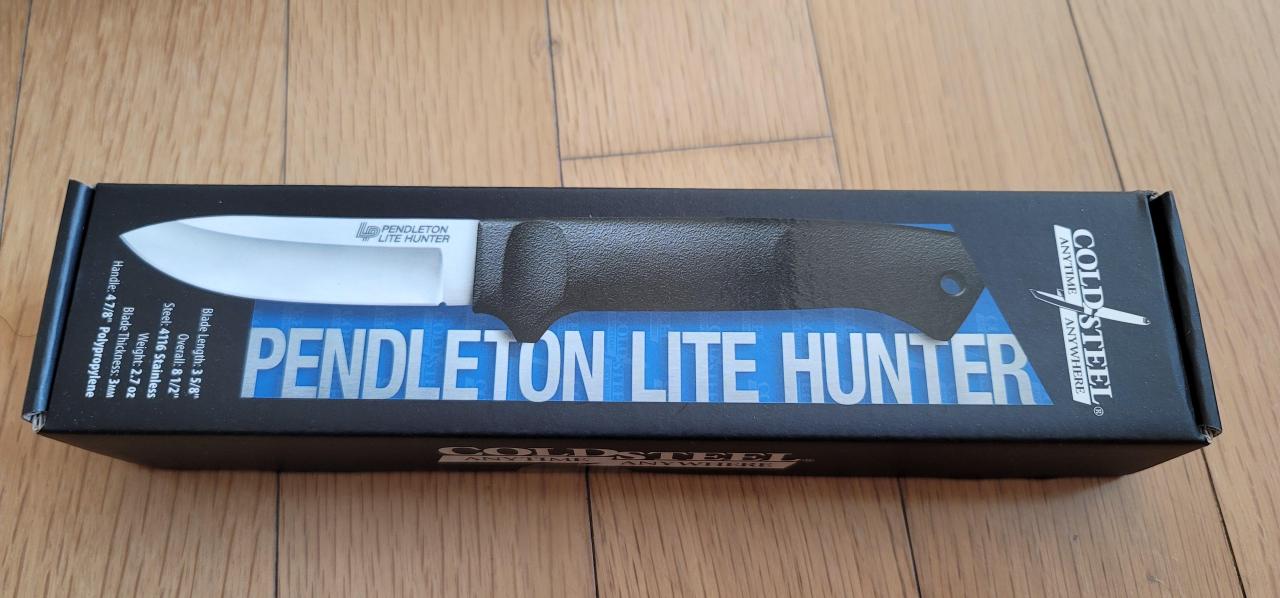 PENDLETON
LITE HUNTER
Blade Length: 3 5/8"
Overall: 8 1/2"
Steel: 4116 Stainless
Weight: 2.7 oz
Blade Thickness: 3MM
Handle: 4 7/8" Polypropylene
PENDLETON LITE HUNTER
COLD STEEL®
ANYTIME ANYWHERE
COLD STEEL®
ANYTIME ANYWHERE